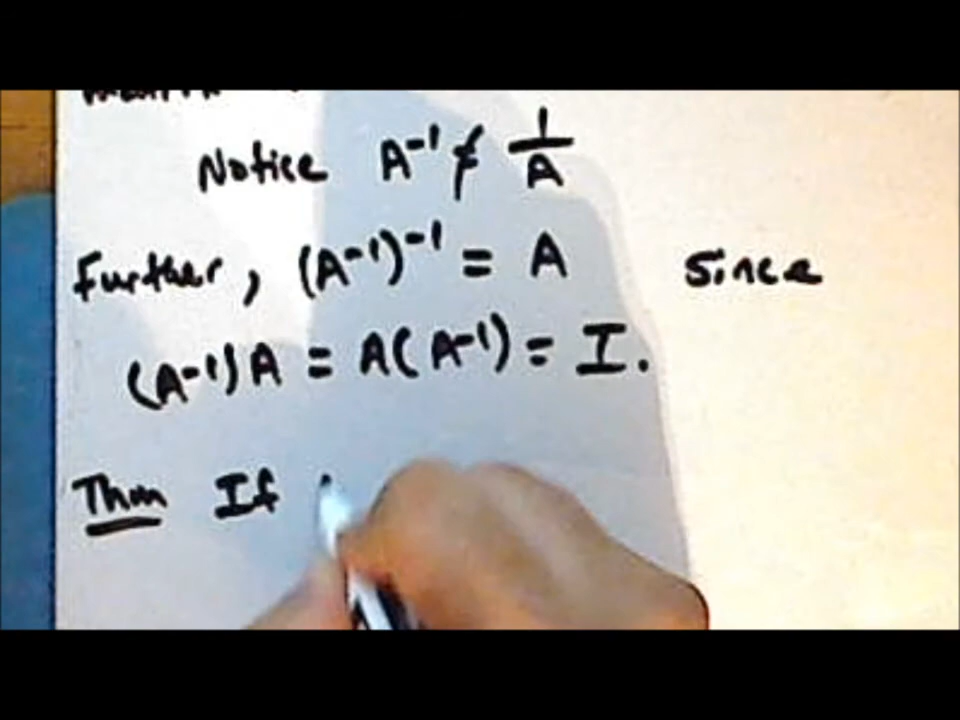 Notice A⁻¹ ≠ 1/A
Further, (A⁻¹)⁻¹ = A since
(A⁻¹)A = A(A⁻¹) = I.
Thm If